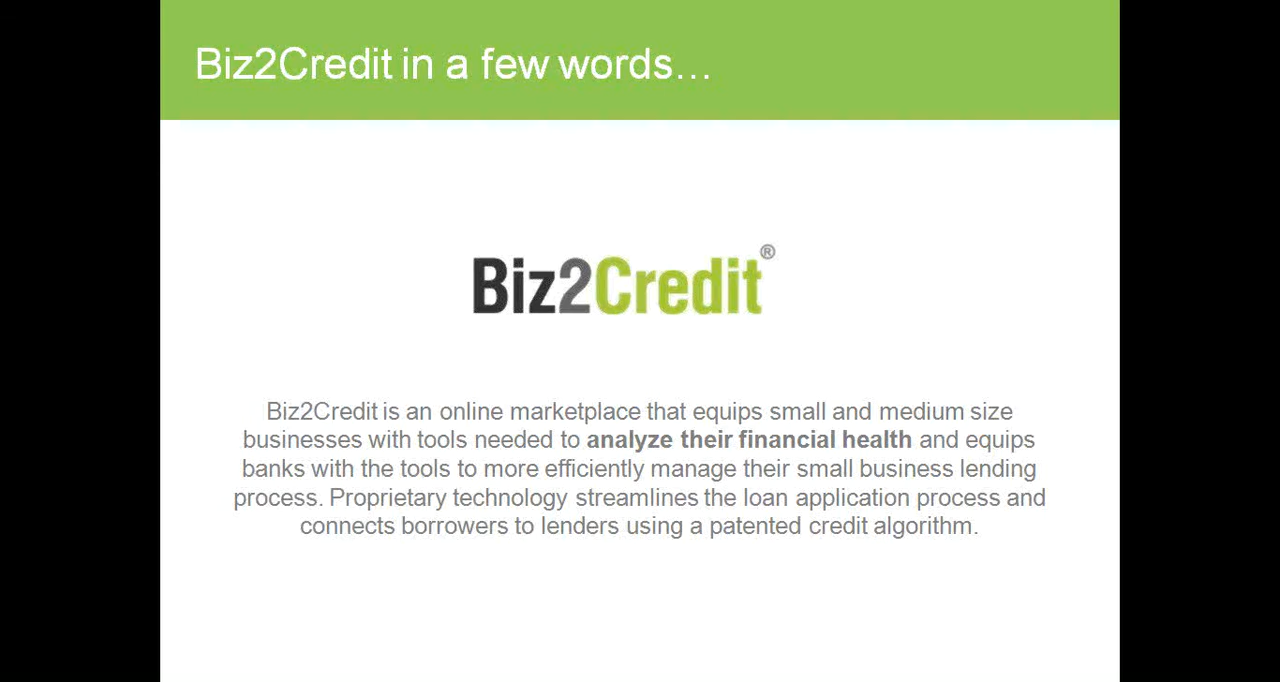 Biz2Credit in a few words…
Biz2Credit®
Biz2Credit is an online marketplace that equips small and medium size
businesses with tools needed to analyze their financial health and equips
banks with the tools to more efficiently manage their small business lending
process. Proprietary technology streamlines the loan application process and
connects borrowers to lenders using a patented credit algorithm.